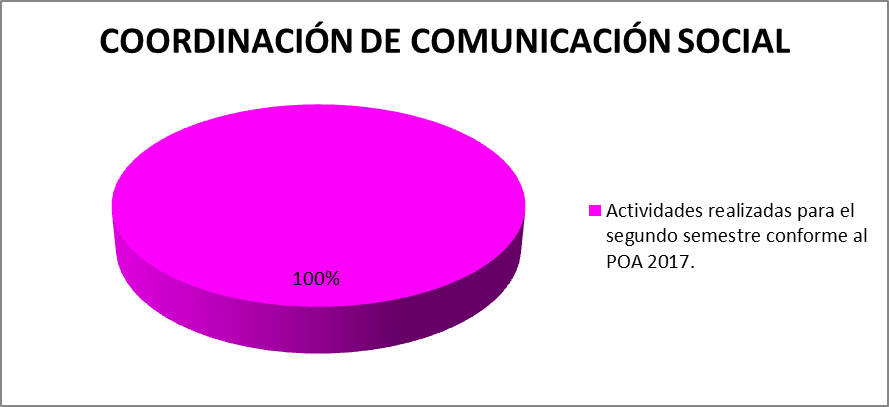 COORDINACIÓN DE COMUNICACIÓN SOCIAL
100%
Actividades realizadas para el
segundo semestre conforme al
POA 2017.